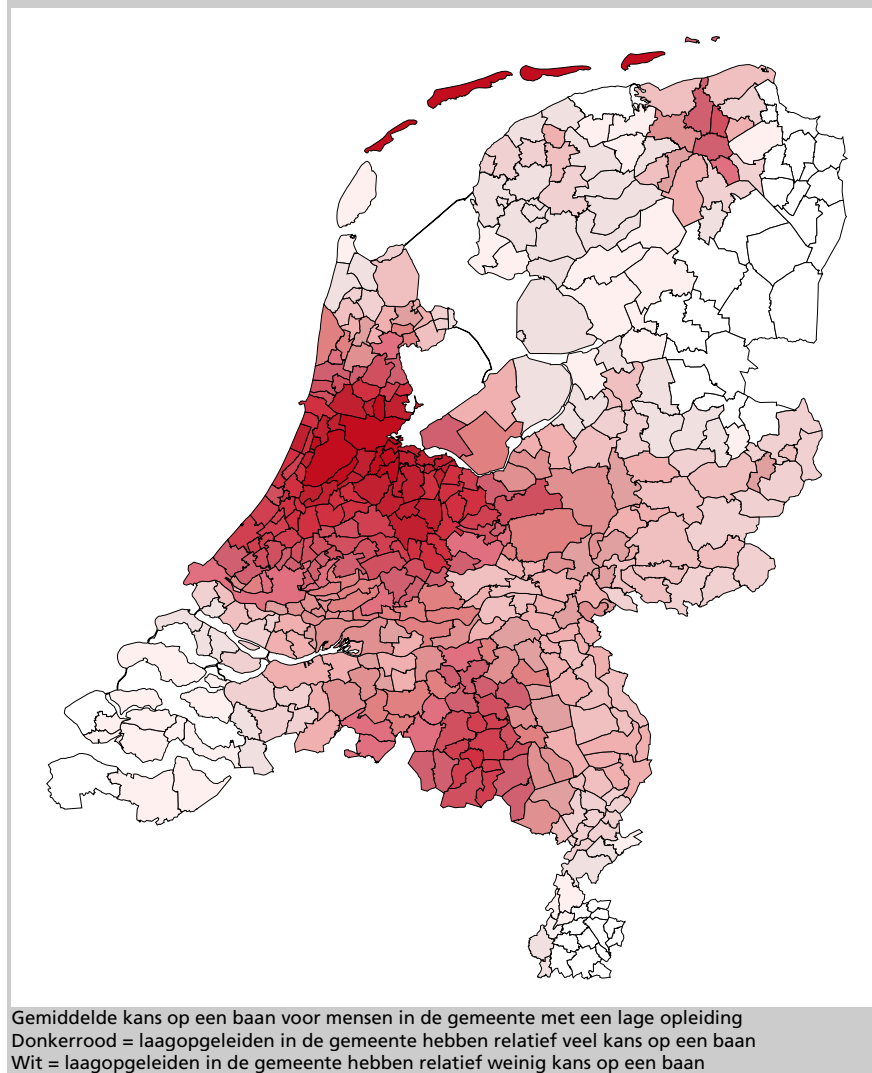 Gemiddelde kans op een baan voor mensen in de gemeente met een lage opleiding
Donkerrood = laagopgeleiden in de gemeente hebben relatief veel kans op een baan
Wit = laagopgeleiden in de gemeente hebben relatief weinig kans op een baan